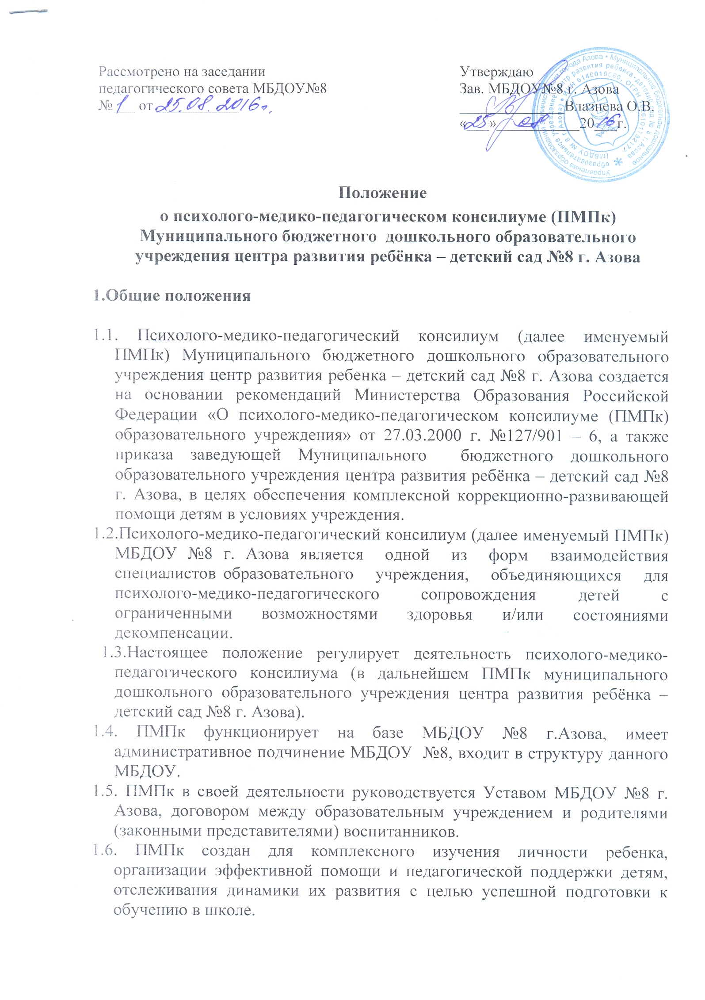 Рассмотрено на заседании
педагогического совета МБДОУ№8
№ 1 от 25.08.2016г.
Утверждаю
Зав. МБДОУ№8 г. Азова
______________Влазнева О.В.
«25» 08 2016г.
Управление образования администрации города Азова • Муниципальное бюджетное дошкольное
образовательное учреждение центр развития ребенка-детский сад № 8 г. Азова
(МБДОУ № 8 г. Азова) • ИНН 6140019080, ОГРН
Положение
о психолого-медико-педагогическом консилиуме (ПМПк)
Муниципального бюджетного дошкольного образовательного
учреждения центра развития ребёнка – детский сад №8 г. Азова
1.Общие положения
1.1. Психолого-медико-педагогический консилиум (далее именуемый
ПМПк) Муниципального бюджетного дошкольного образовательного
учреждения центр развития ребенка – детский сад №8 г. Азова создается
на основании рекомендаций Министерства Образования Российской
Федерации «О психолого-медико-педагогическом консилиуме (ПМПк)
образовательного учреждения» от 27.03.2000 г. №127/901 – 6, а также
приказа заведующей Муниципального бюджетного дошкольного
образовательного учреждения центра развития ребёнка – детский сад №8
г. Азова, в целях обеспечения комплексной коррекционно-развивающей
помощи детям в условиях учреждения.
1.2.Психолого-медико-педагогический консилиум (далее именуемый ПМПк)
МБДОУ №8 г. Азова является одной из форм взаимодействия
специалистов образовательного учреждения, объединяющихся для
психолого-медико-педагогического сопровождения детей с
ограниченными возможностями здоровья и/или состояниями
декомпенсации.
1.3.Настоящее положение регулирует деятельность психолого-медико-
педагогического консилиума (в дальнейшем ПМПк муниципального
дошкольного образовательного учреждения центра развития ребёнка –
детский сад №8 г. Азова).
1.4. ПМПк функционирует на базе МБДОУ №8 г.Азова, имеет
административное подчинение МБДОУ №8, входит в структуру данного
МБДОУ.
1.5. ПМПк в своей деятельности руководствуется Уставом МБДОУ №8 г.
Азова, договором между образовательным учреждением и родителями
(законными представителями) воспитанников.
1.6. ПМПк создан для комплексного изучения личности ребенка,
организации эффективной помощи и педагогической поддержки детям,
отслеживания динамики их развития с целью успешной подготовки к
обучению в школе.